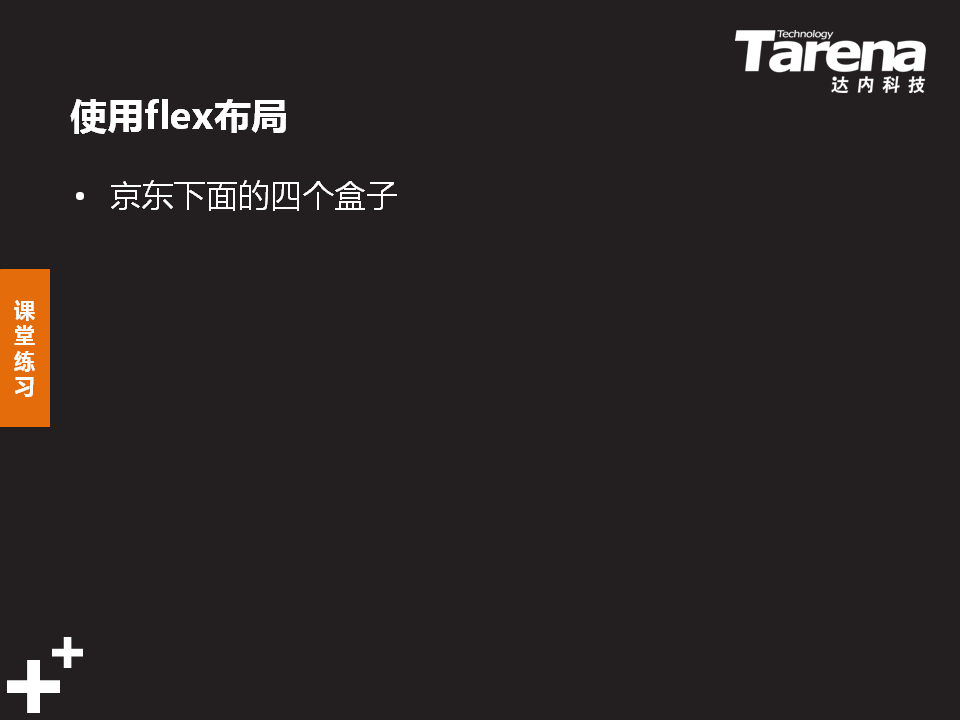 Technology
Tarena
达内科技
使用flex布局
• 京东下面的四个盒子
课
堂
练
习